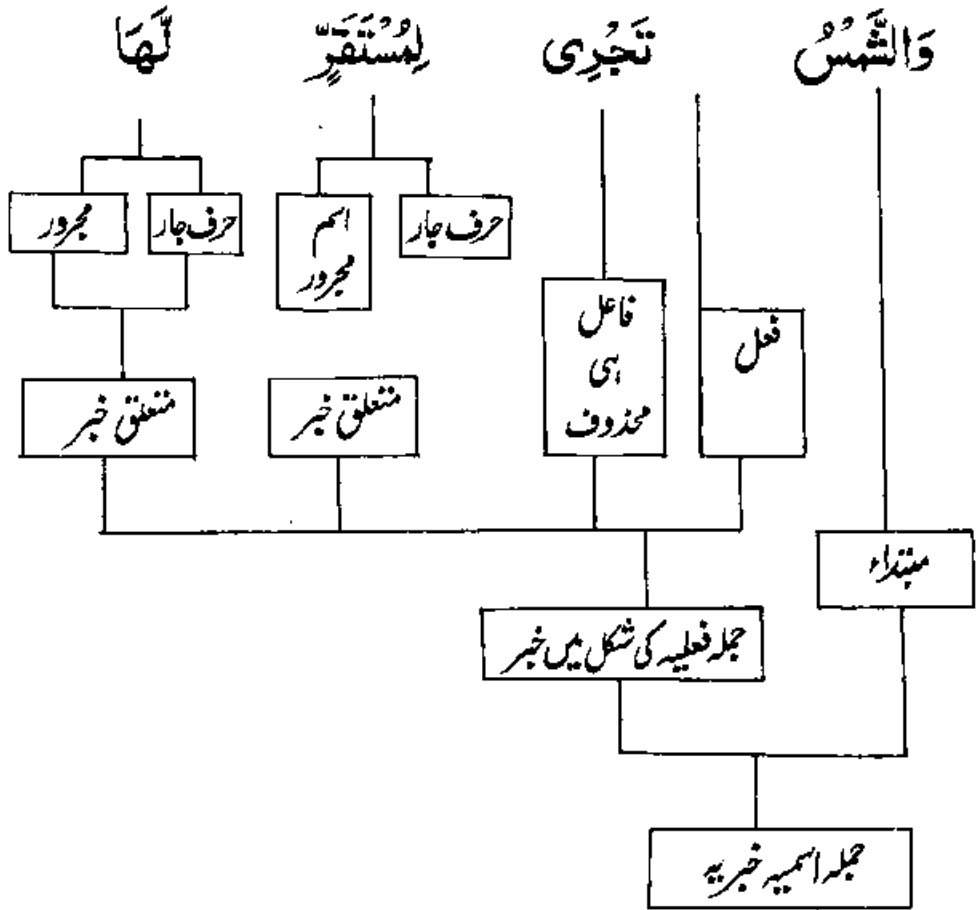 وَالشَّمْسُ تَجْرِى لِمُسْتَقَرٍّ لَّهَا
حرف جار
مجرور
حرف جار
اسم
مجرور
فاعل
ہی
محذوف
فعل
متعلق خبر
متعلق خبر
مبتداء
جملہ فعلیہ کی شکل میں خبر
جملہ اسمیہ خبریہ